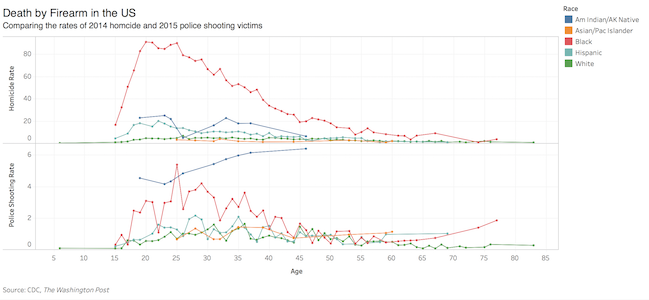 Death by Firearm in the US
Comparing the rates of 2014 homicide and 2015 police shooting victims
Race
Am Indian/AK Native
Asian/Pac Islander
Black
Hispanic
White
Homicide Rate
80
60
40
20
0
Police Shooting Rate
6
4
2
0
5 10 15 20 25 30 35 40 45 50 55 60 65 70 75 80 85
Age
Source: CDC, The Washington Post